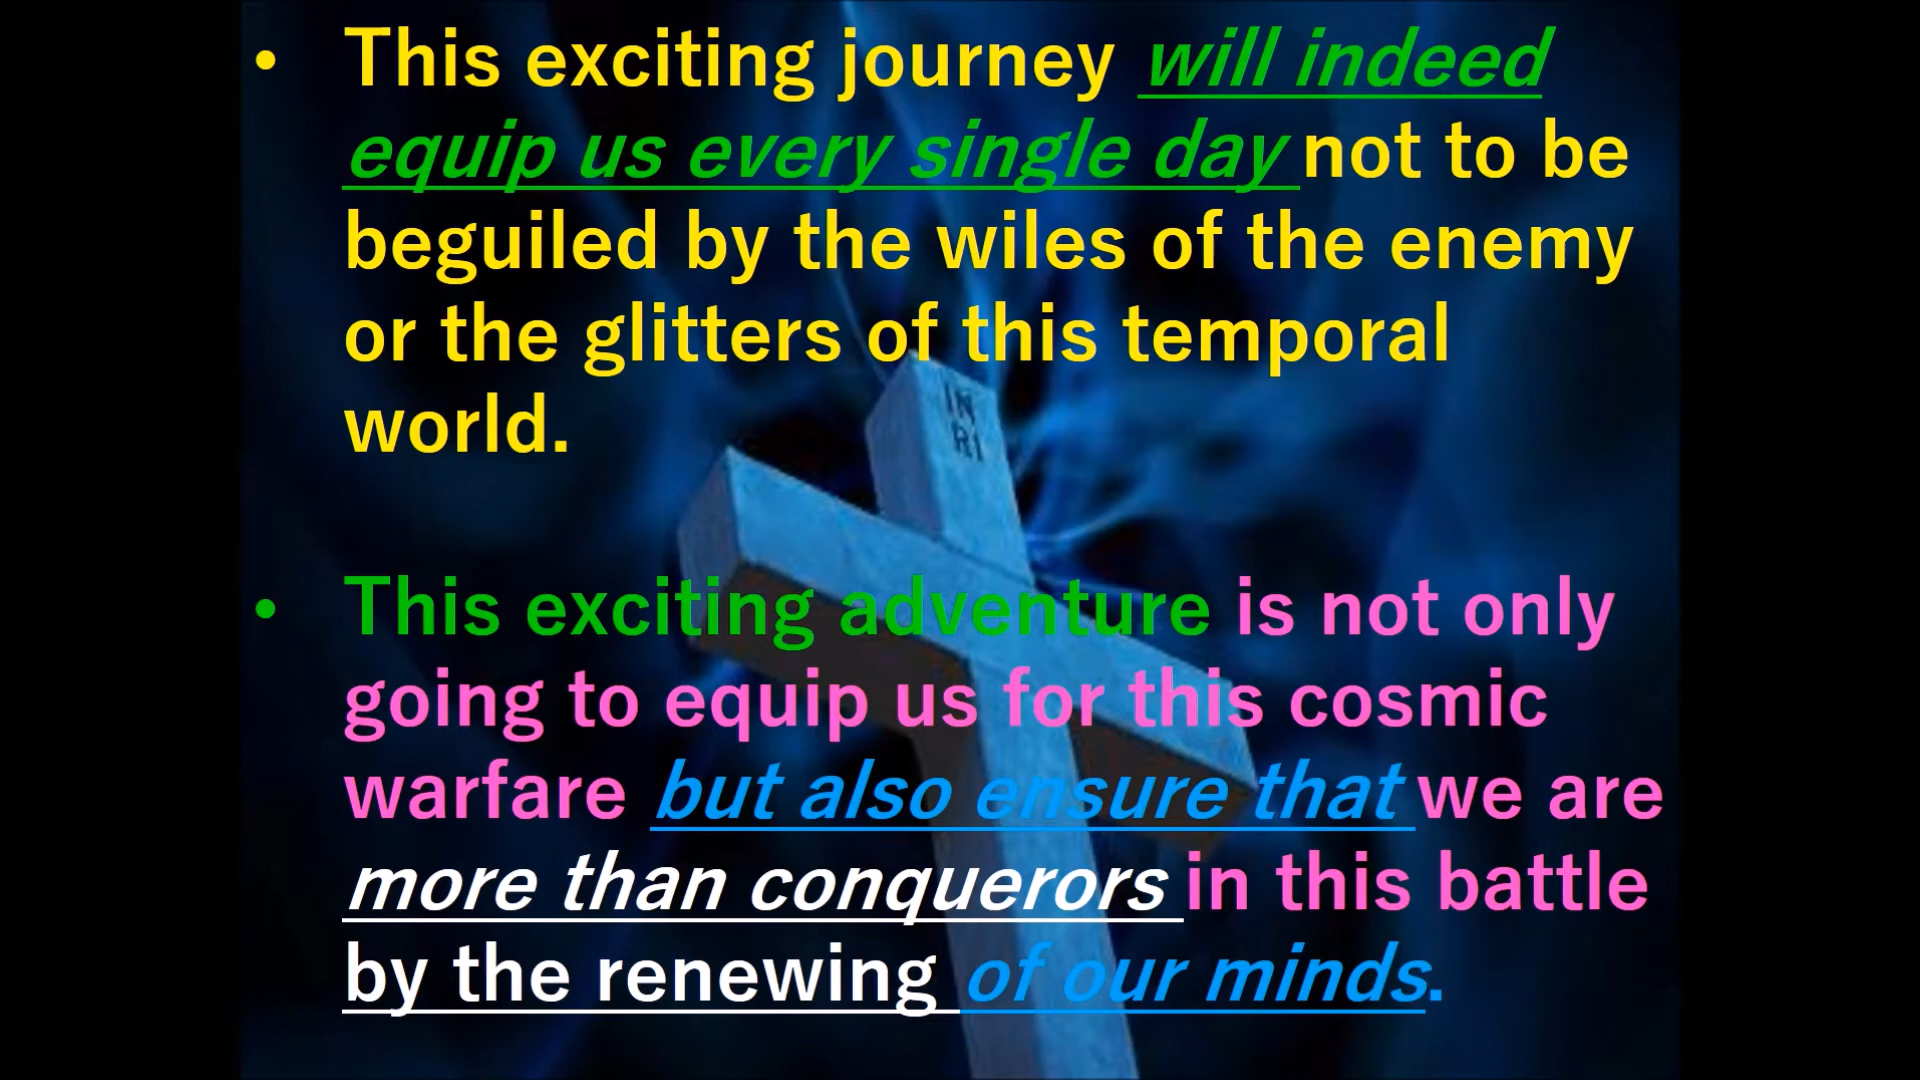 • This exciting journey will indeed
equip us every single day not to be
beguiled by the wiles of the enemy
or the glitters of this temporal
world.
IN
RI
• This exciting adventure is not only
going to equip us for this cosmic
warfare but also ensure that we are
more than conquerors in this battle
by the renewing of our minds.